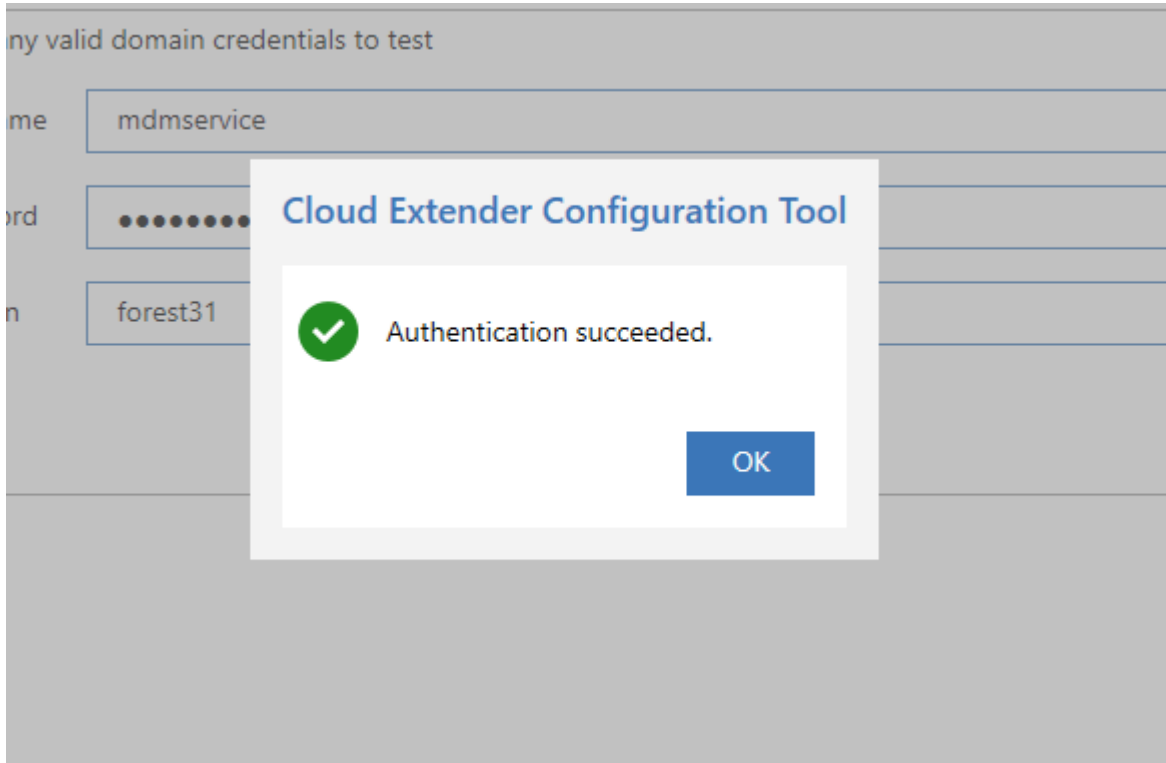 ny valid domain credentials to test
me
mdmservice
ord
●●●●●●●●
Cloud Extender Configuration Tool
n
forest31
Authentication succeeded.
OK